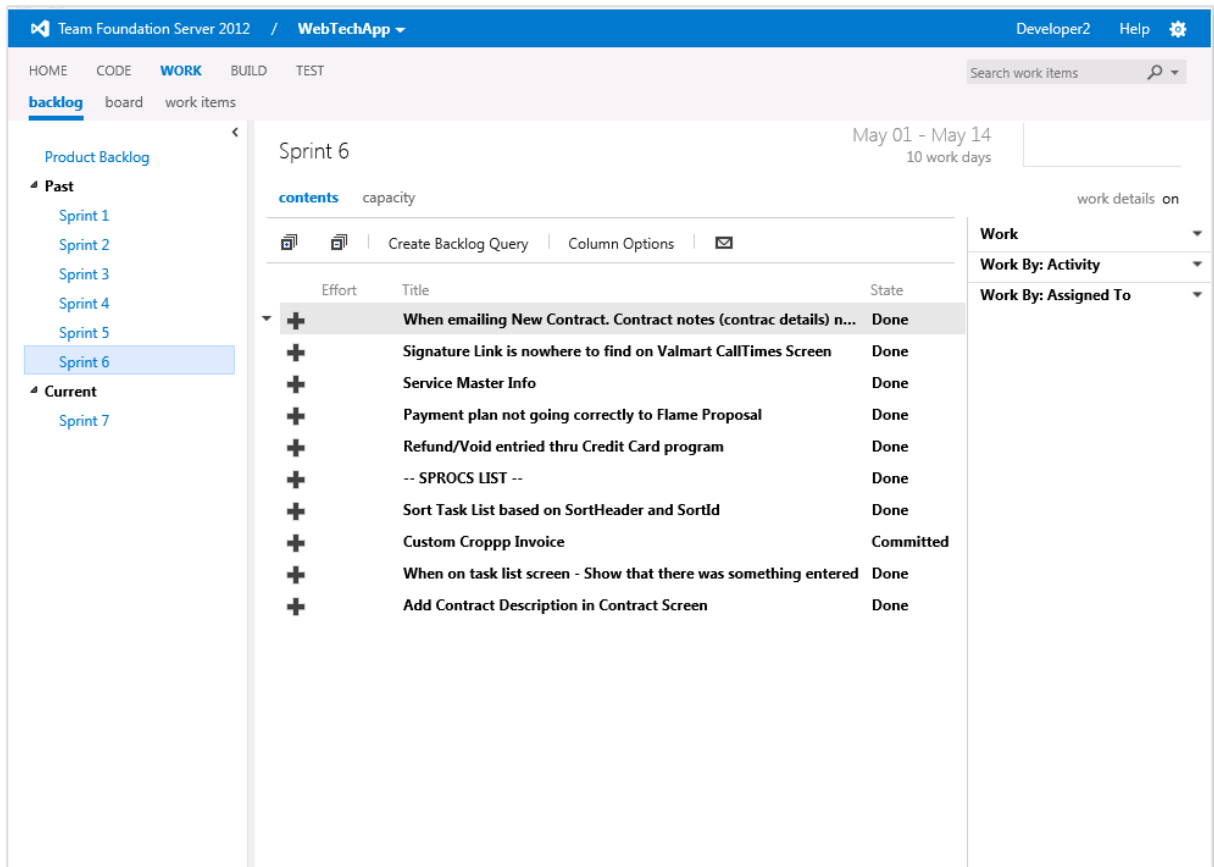 Team Foundation Server 2012 / WebTechApp Developer2 Help
HOME CODE WORK BUILD TEST
Search work items
backlog board work items
Product Backlog
Past
Sprint 1
Sprint 2
Sprint 3
Sprint 4
Sprint 5
Sprint 6
Current
Sprint 7
Sprint 6
May 01 - May 14
10 work days
contents capacity
work details on
Create Backlog Query Column Options
Effort Title State
When emailing New Contract. Contract notes (contrac details) n... Done
Signature Link is nowhere to find on Valmart CallTimes Screen Done
Service Master Info Done
Payment plan not going correctly to Flame Proposal Done
Refund/Void entried thru Credit Card program Done
-- SPROCS LIST -- Done
Sort Task List based on SortHeader and SortId Done
Custom Croppp Invoice Committed
When on task list screen - Show that there was something entered Done
Add Contract Description in Contract Screen Done
Work
Work By: Activity
Work By: Assigned To